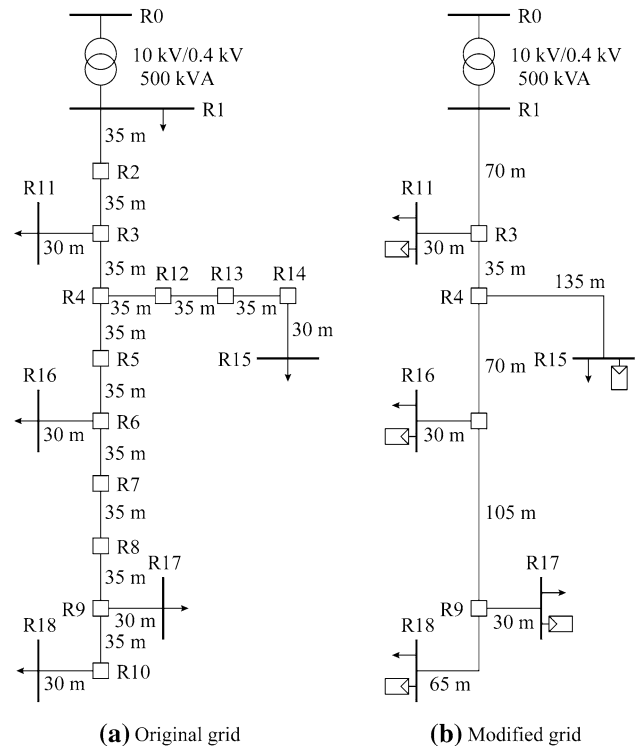 R0
10 kV/0.4 kV
500 kVA
R1
35 m
R2
R11
35 m
R3
30 m
35 m
R12
R13
R14
R4
35 m
35 m
35 m
35 m
30 m
R5
R15
R16
35 m
R6
30 m
35 m
R7
35 m
R8
35 m
R17
R9
30 m
R18
35 m
R10
30 m
(a) Original grid
R0
10 kV/0.4 kV
500 kVA
R1
70 m
R11
R3
30 m
35 m
R4
135 m
R15
70 m
R16
30 m
105 m
R17
R9
30 m
R18
65 m
(b) Modified grid